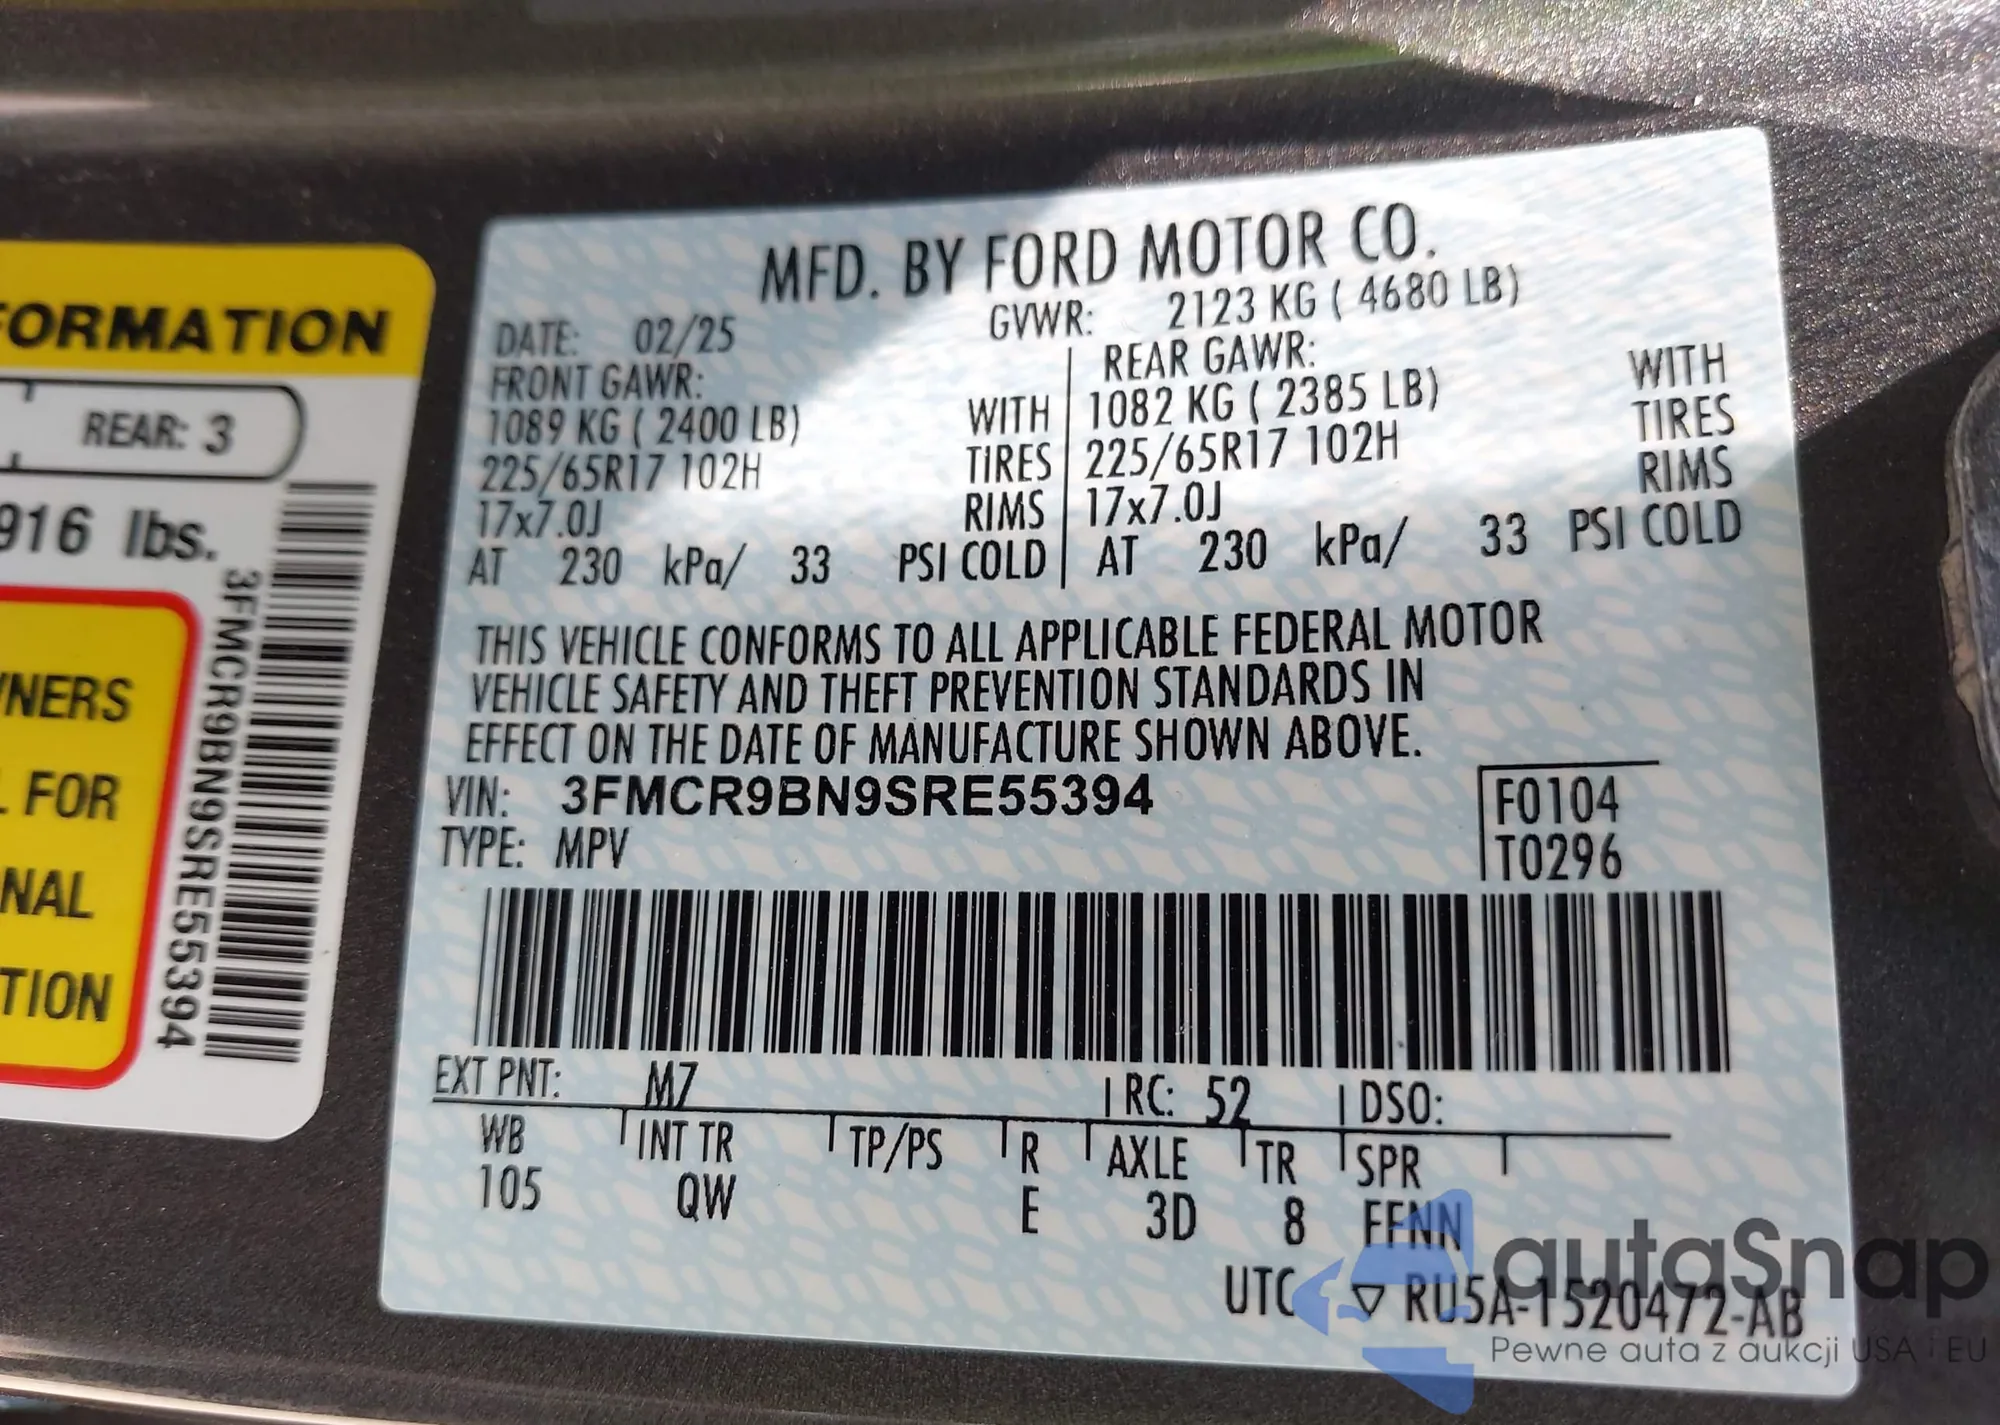 FORMATION
REAR: 3
916 lbs.
3FMCR9BN9SRE55394
WNERS
L FOR
NAL
TION
MFD. BY FORD MOTOR CO.
DATE: 02/25 GVWR: 2123 KG ( 4680 LB)
FRONT GAWR: REAR GAWR:
1089 KG ( 2400 LB) WITH 1082 KG ( 2385 LB) WITH
225/65R17 102H TIRES 225/65R17 102H TIRES
17x7.0J RIMS 17x7.0J RIMS
AT 230 kPa/ 33 PSI COLD AT 230 kPa/ 33 PSI COLD
THIS VEHICLE CONFORMS TO ALL APPLICABLE FEDERAL MOTOR
VEHICLE SAFETY AND THEFT PREVENTION STANDARDS IN
EFFECT ON THE DATE OF MANUFACTURE SHOWN ABOVE.
VIN: 3FMCR9BN9SRE55394 F0104
TYPE: MPV T0296
EXT PNT: M7 RC: 52 DSO:
WB INT TR TP/PS R AXLE TR SPR
105 QW E 3D 8 FFNN
UTC ▽ RU5A-1520472-AB
autaSnap
Pewne auta z aukcji USA i EU